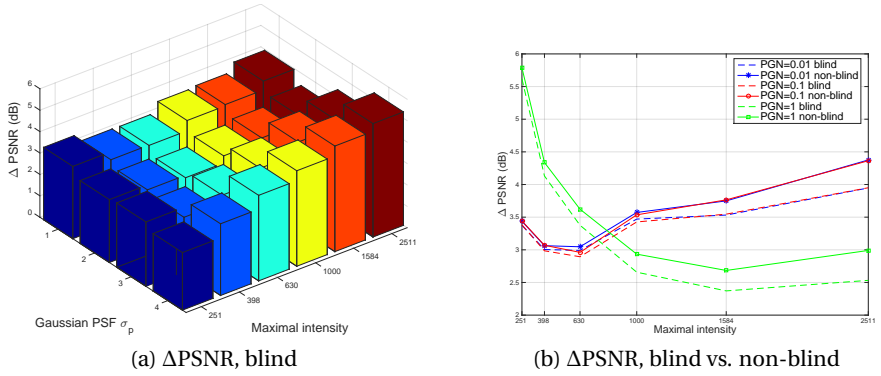 6
5
4
3
2
1
0
Δ PSNR (dB)
1
2
3
4
Gaussian PSF σp
251
398
630
1000
1584
2511
Maximal intensity
(a) ΔPSNR, blind
6
5.5
5
4.5
4
3.5
3
2.5
2
Δ PSNR (dB)
PGN=0.01 blind
PGN=0.01 non-blind
PGN=0.1 blind
PGN=0.1 non-blind
PGN=1 blind
PGN=1 non-blind
251 398 630 1000 1584 2511
Maximal intensity
(b) ΔPSNR, blind vs. non-blind